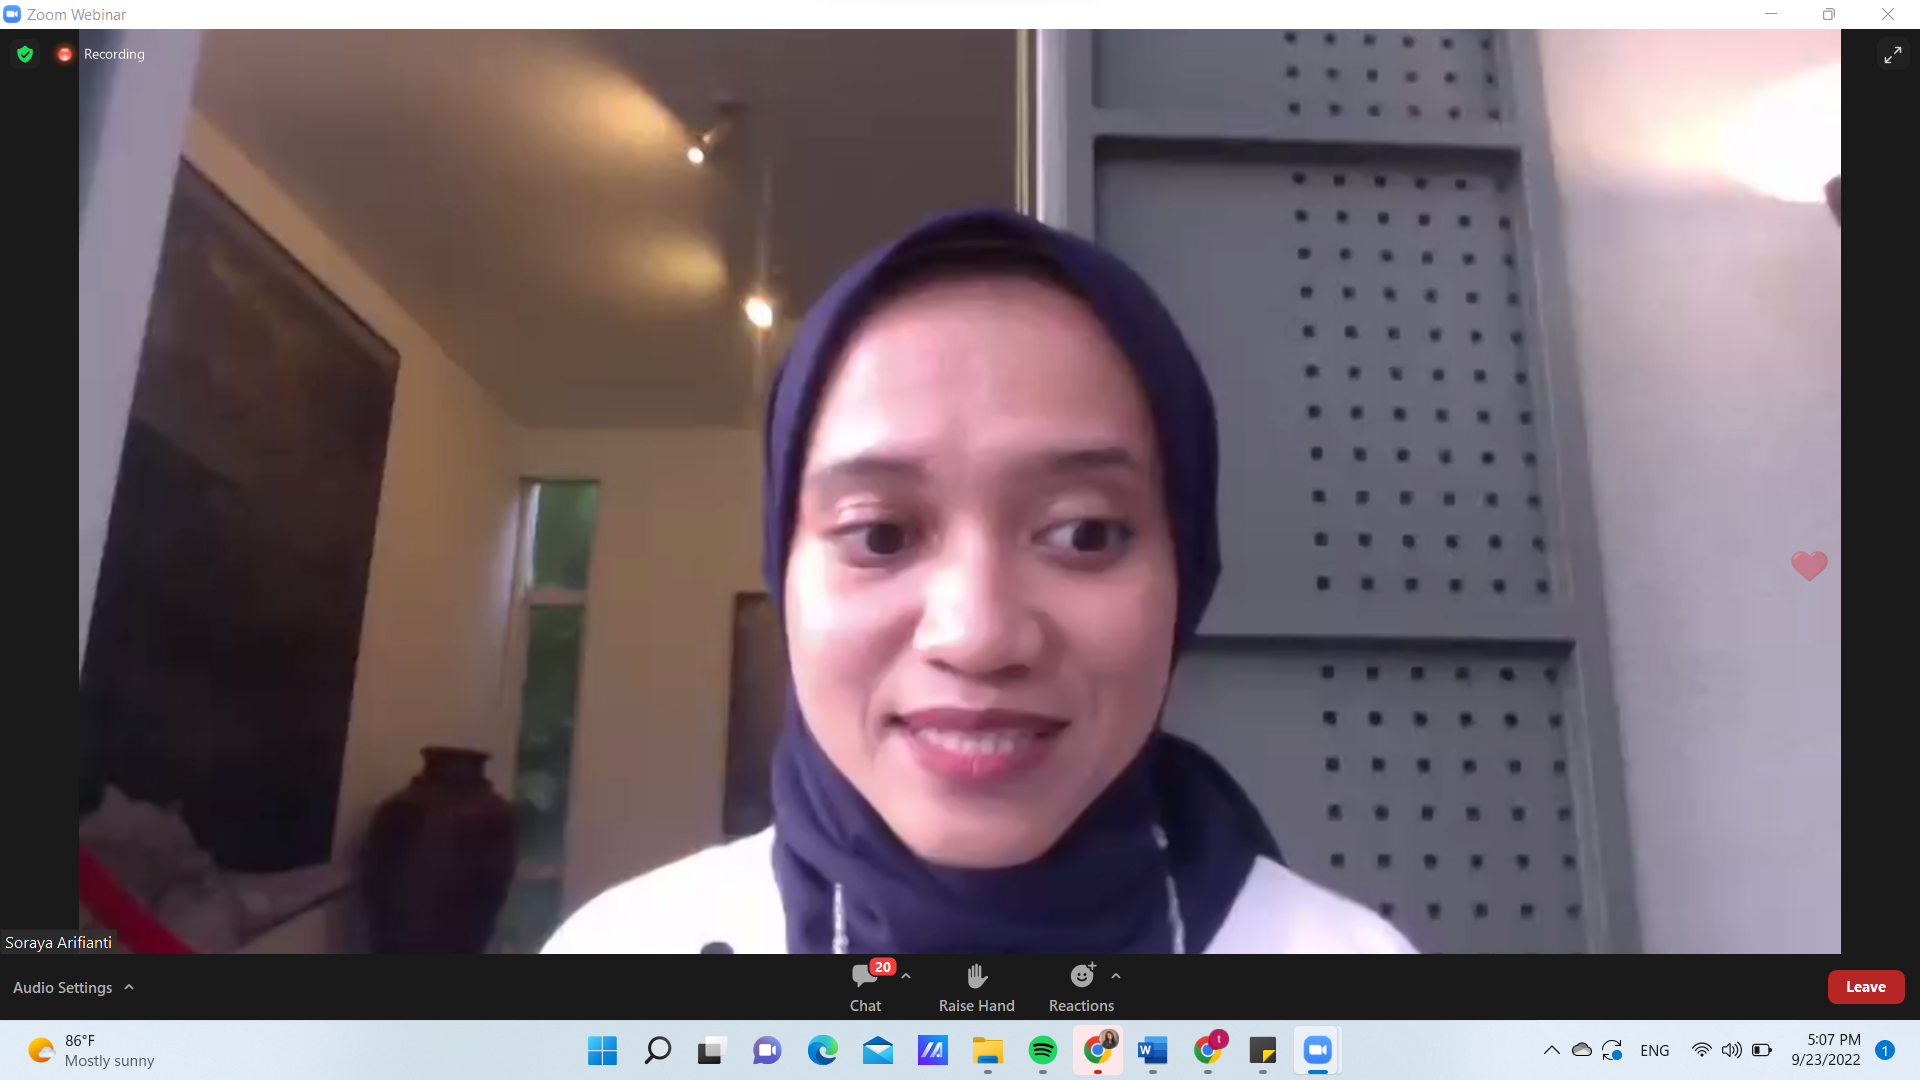 Zoom Webinar
Recording
Soraya Arifianti
Audio Settings
20
Chat
Raise Hand
Reactions
Leave
86°F
Mostly sunny
W
t
ENG
5:07 PM
9/23/2022
1